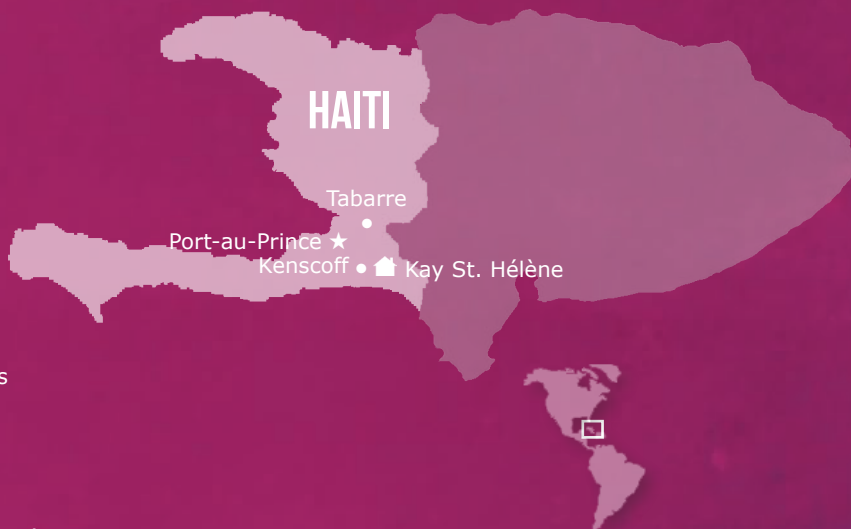 HAITI
Tabarre
Port-au-Prince
Kenscoff
Kay St. Hélène
s